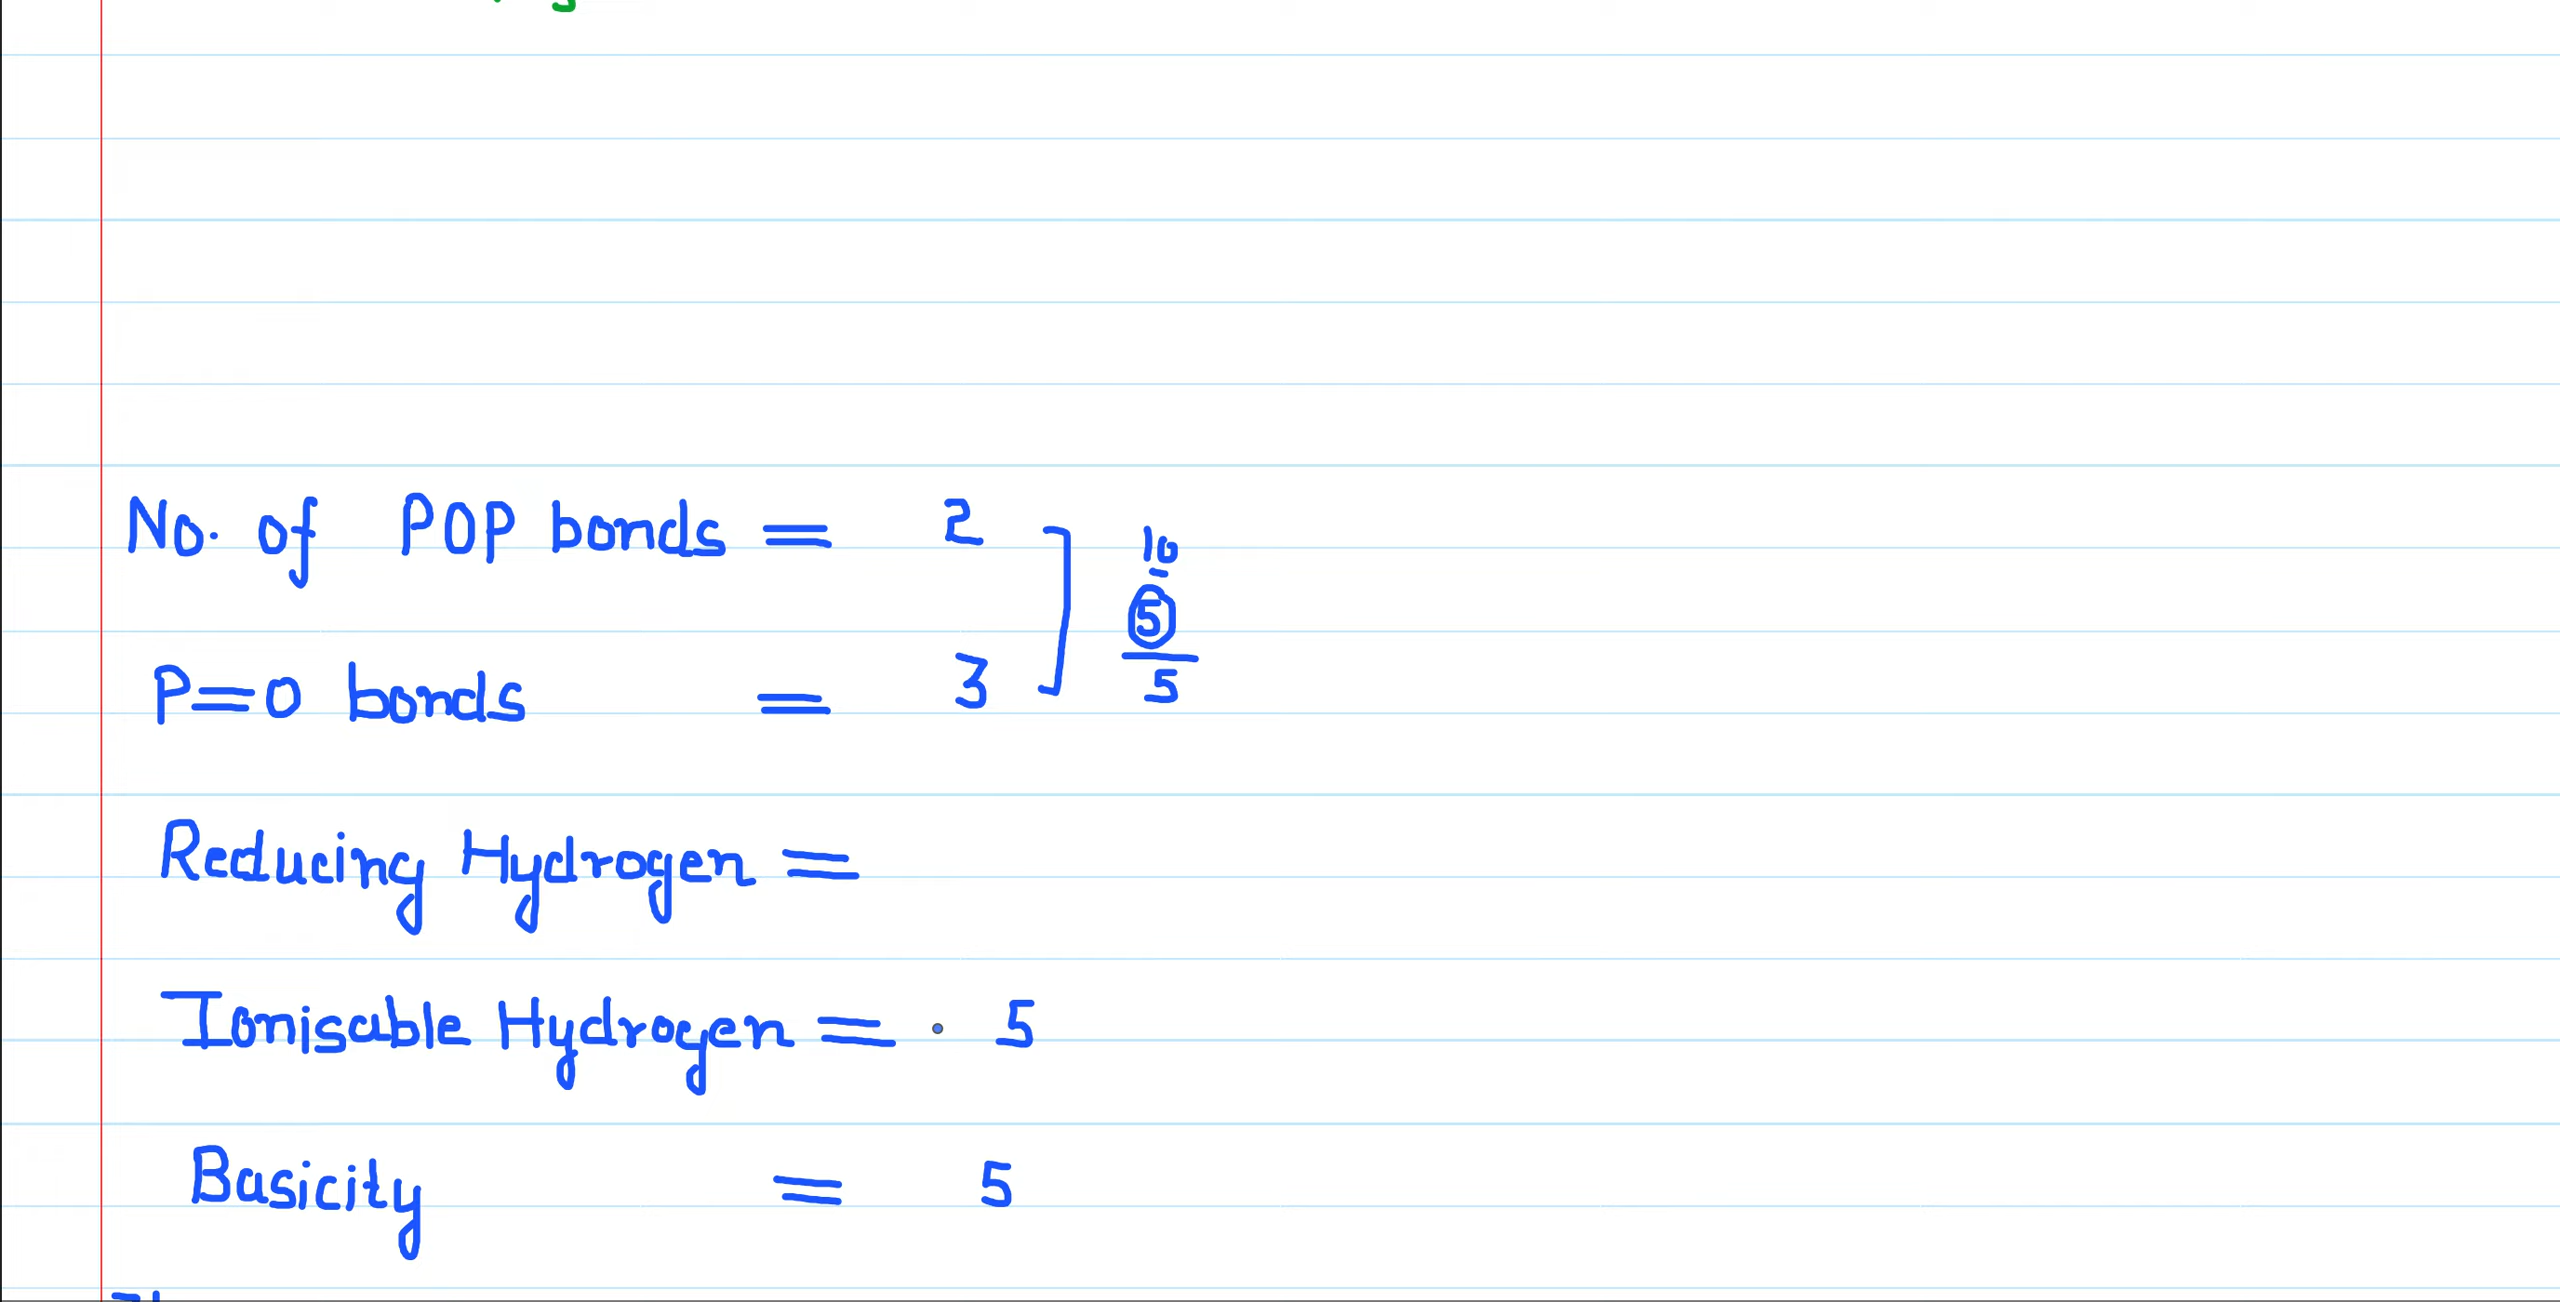 No. of POP bonds = 2
10
- 5
5
P=O bonds = 3
Reducing Hydrogen =
Ionisable Hydrogen = 5
Basicity = 5